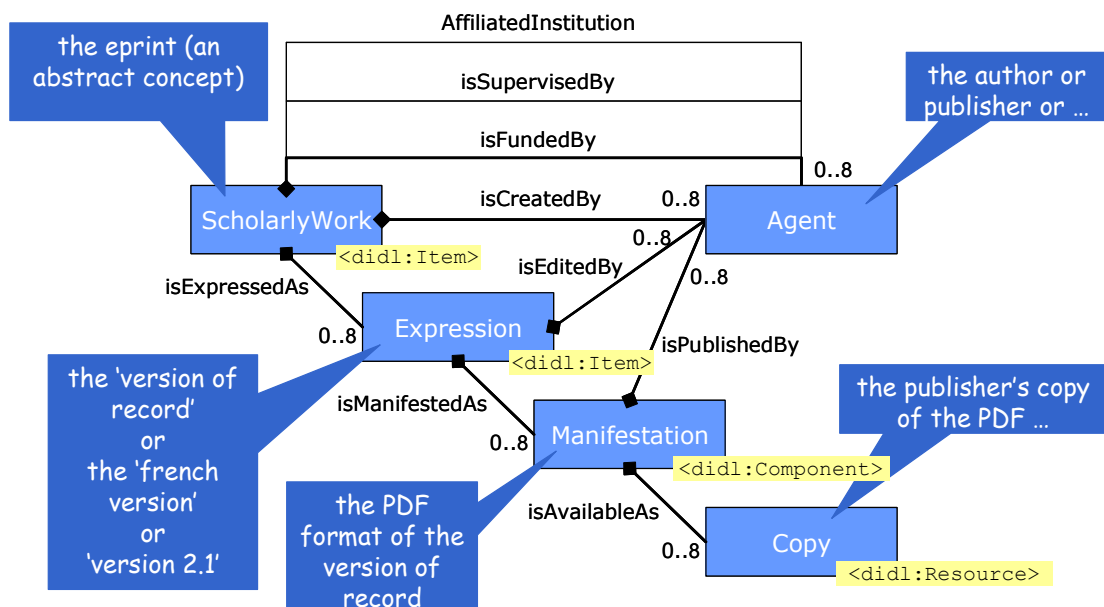 AffiliatedInstitution
the eprint (an
abstract concept)
isSupervisedBy
the author or
publisher or …
isFundedBy
0..8
ScholarlyWork
isCreatedBy
0..8
Agent
0..8
<didl:Item>
isEditedBy
0..8
isExpressedAs
0..8
Expression
isPublishedBy
<didl:Item>
the ‘version of
record’
or
the ‘french
version’
or
‘version 2.1’
isManifestedAs
0..8
Manifestation
the publisher’s copy
of the PDF …
<didl:Component>
the PDF
format of the
version of
record
isAvailableAs
0..8
Copy
<didl:Resource>